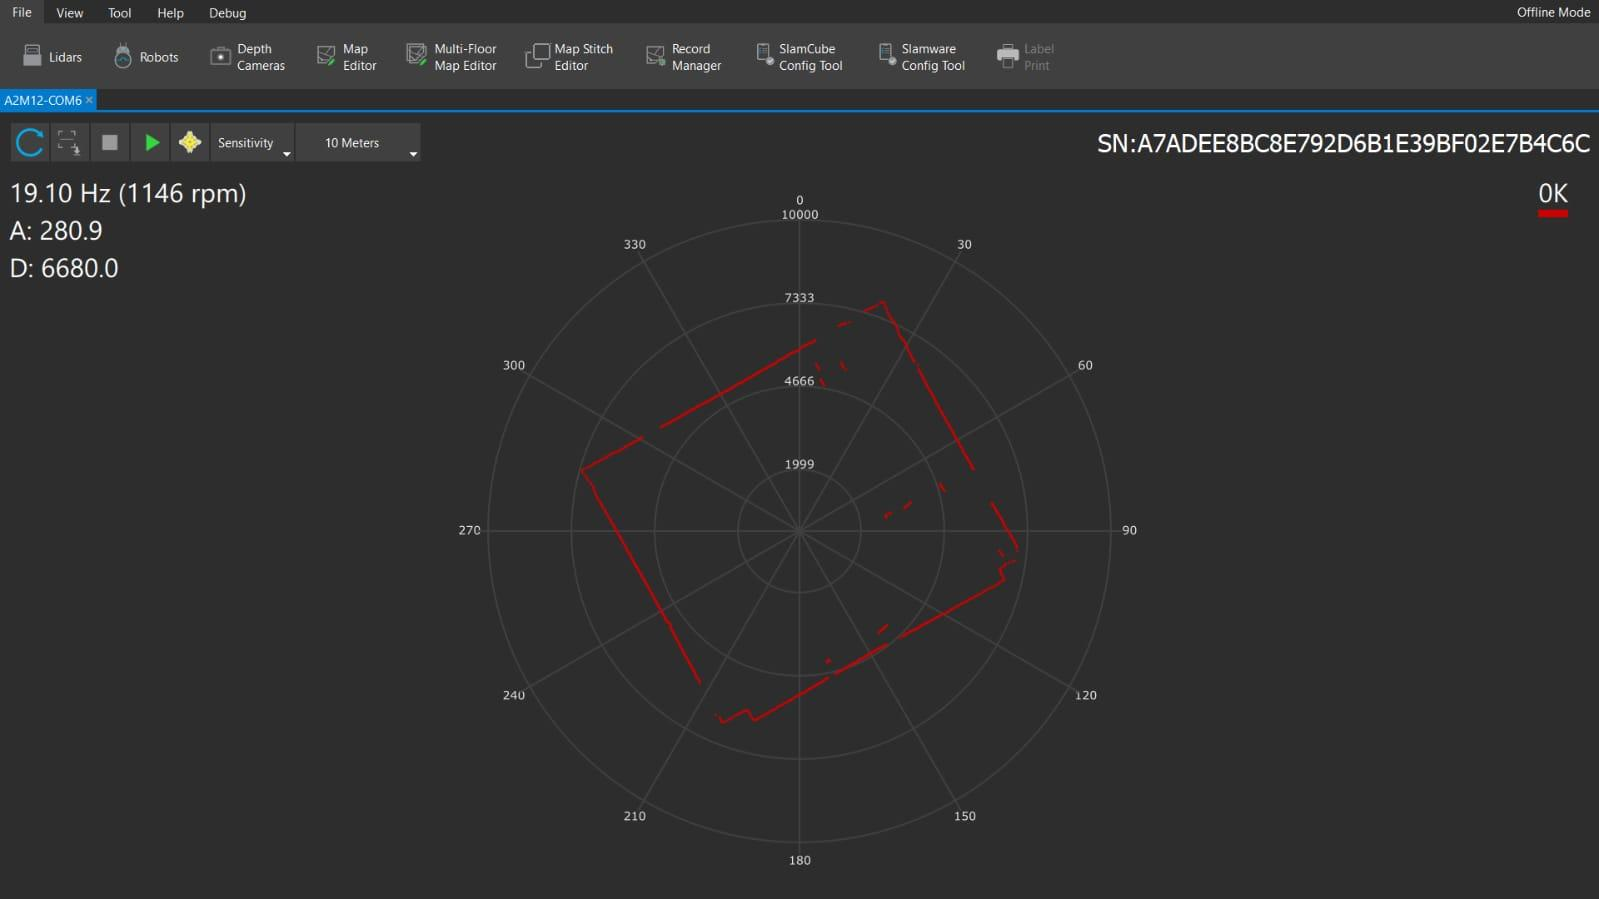 File View Tool Help Debug Offline Mode
Lidars Robots Depth Cameras Map Editor Multi-Floor Map Editor Map Stitch Editor Record Manager SlamCube Config Tool Slamware Config Tool Label Print
A2M12-COM6 ×
Sensitivity 10 Meters SN:A7ADEE8BC8E792D6B1E39BF02E7B4C6C
19.10 Hz (1146 rpm) 0K
A: 280.9
D: 6680.0
0
10000
330 30
7333
300 60
4666
1999
270 90
240 120
210 150
180